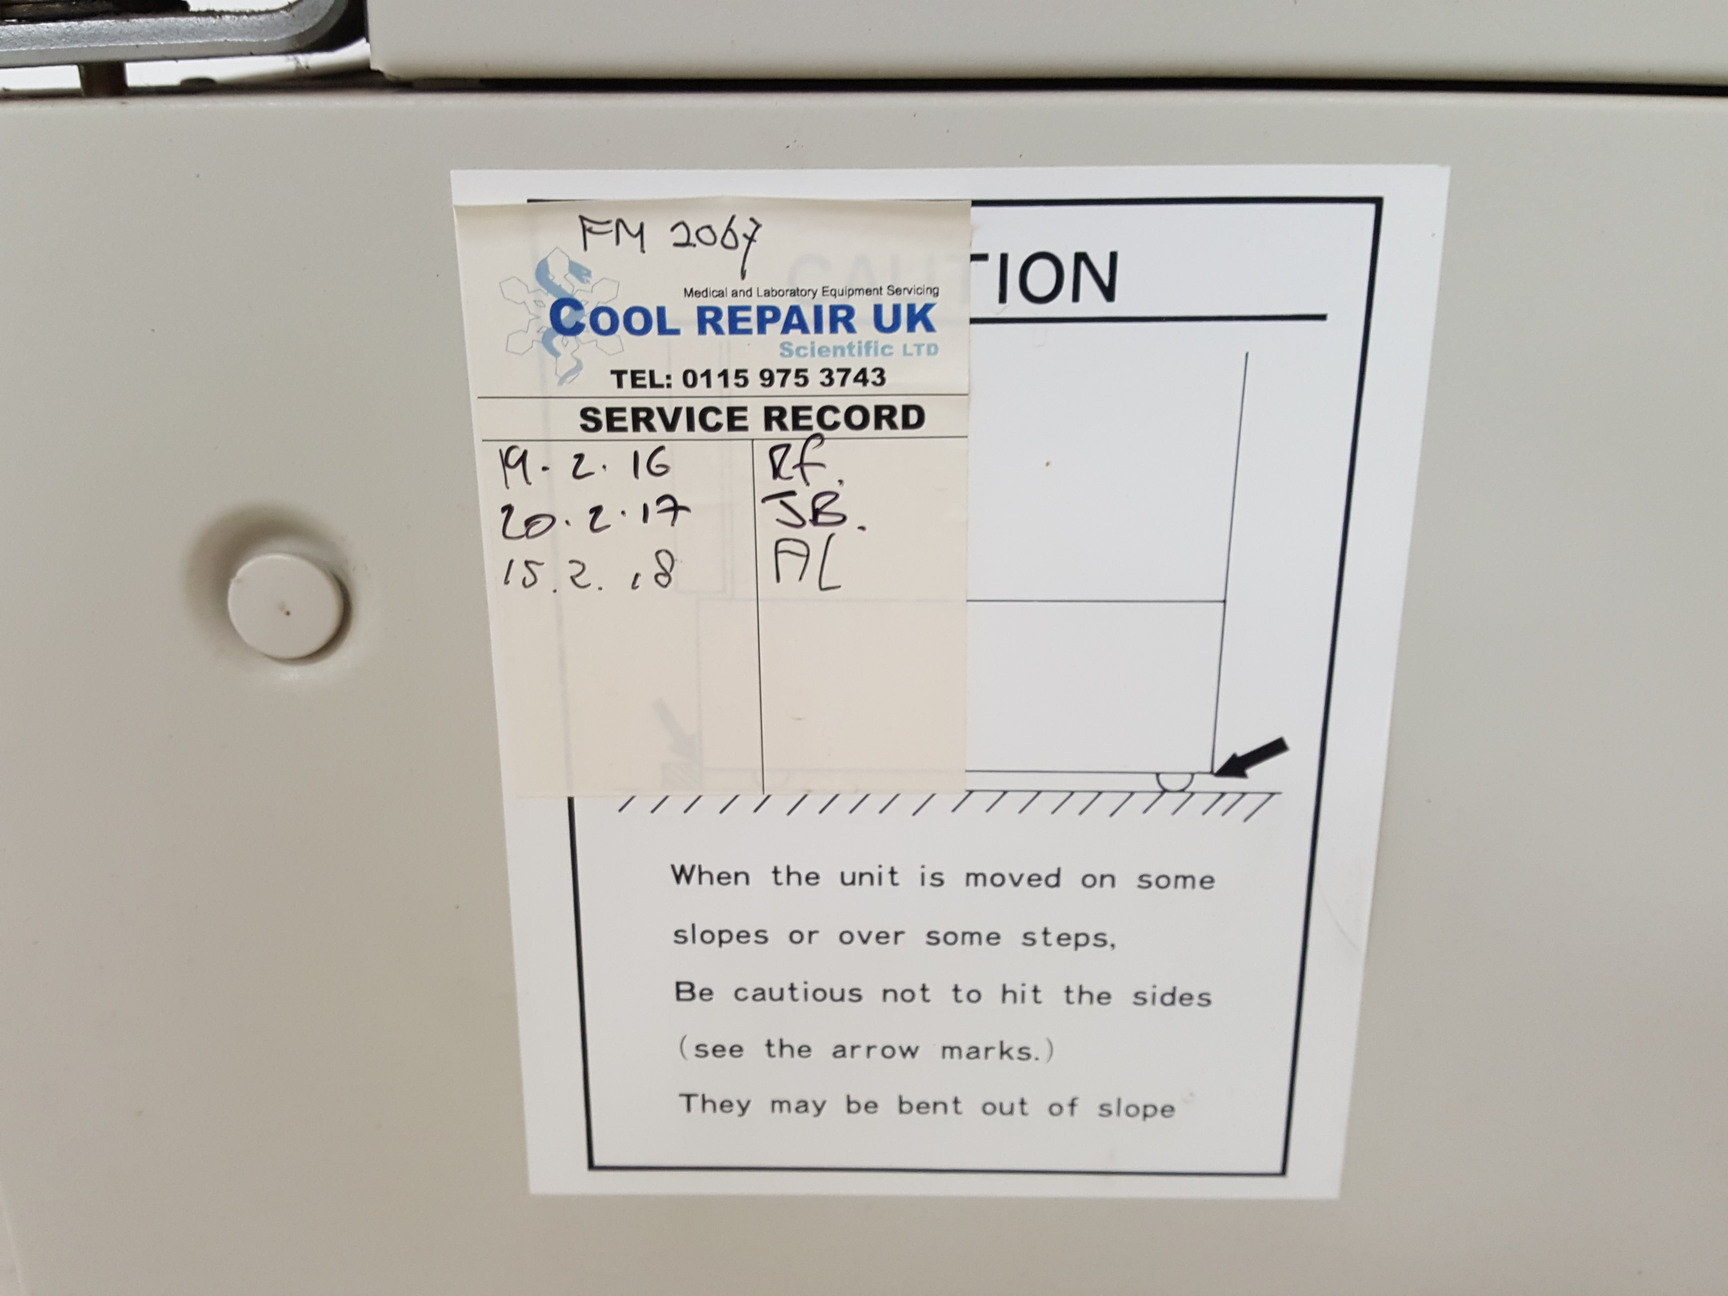 FM 2067
Medical and Laboratory Equipment Servicing
COOL REPAIR UK
Scientific LTD
TEL: 0115 975 3743
SERVICE RECORD
19. 2. 16 Rf.
20. 2. 17 JB.
15. 2. 18 AL
CAUTION
When the unit is moved on some
slopes or over some steps,
Be cautious not to hit the sides
(see the arrow marks.)
They may be bent out of slope